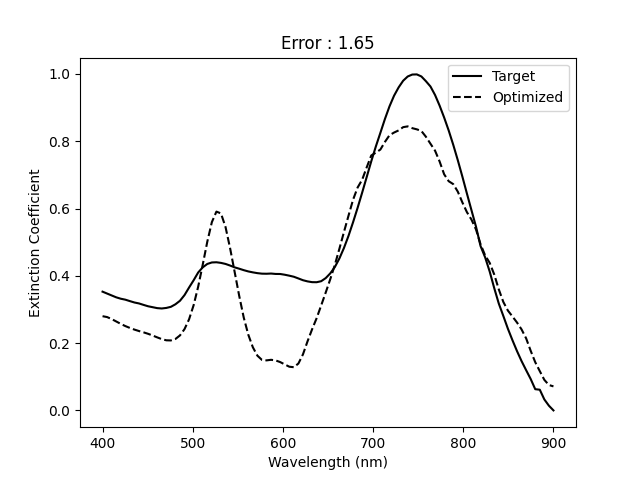 Error : 1.65
Target
Optimized
Extinction Coefficient
1.0
0.8
0.6
0.4
0.2
0.0
400 500 600 700 800 900
Wavelength (nm)